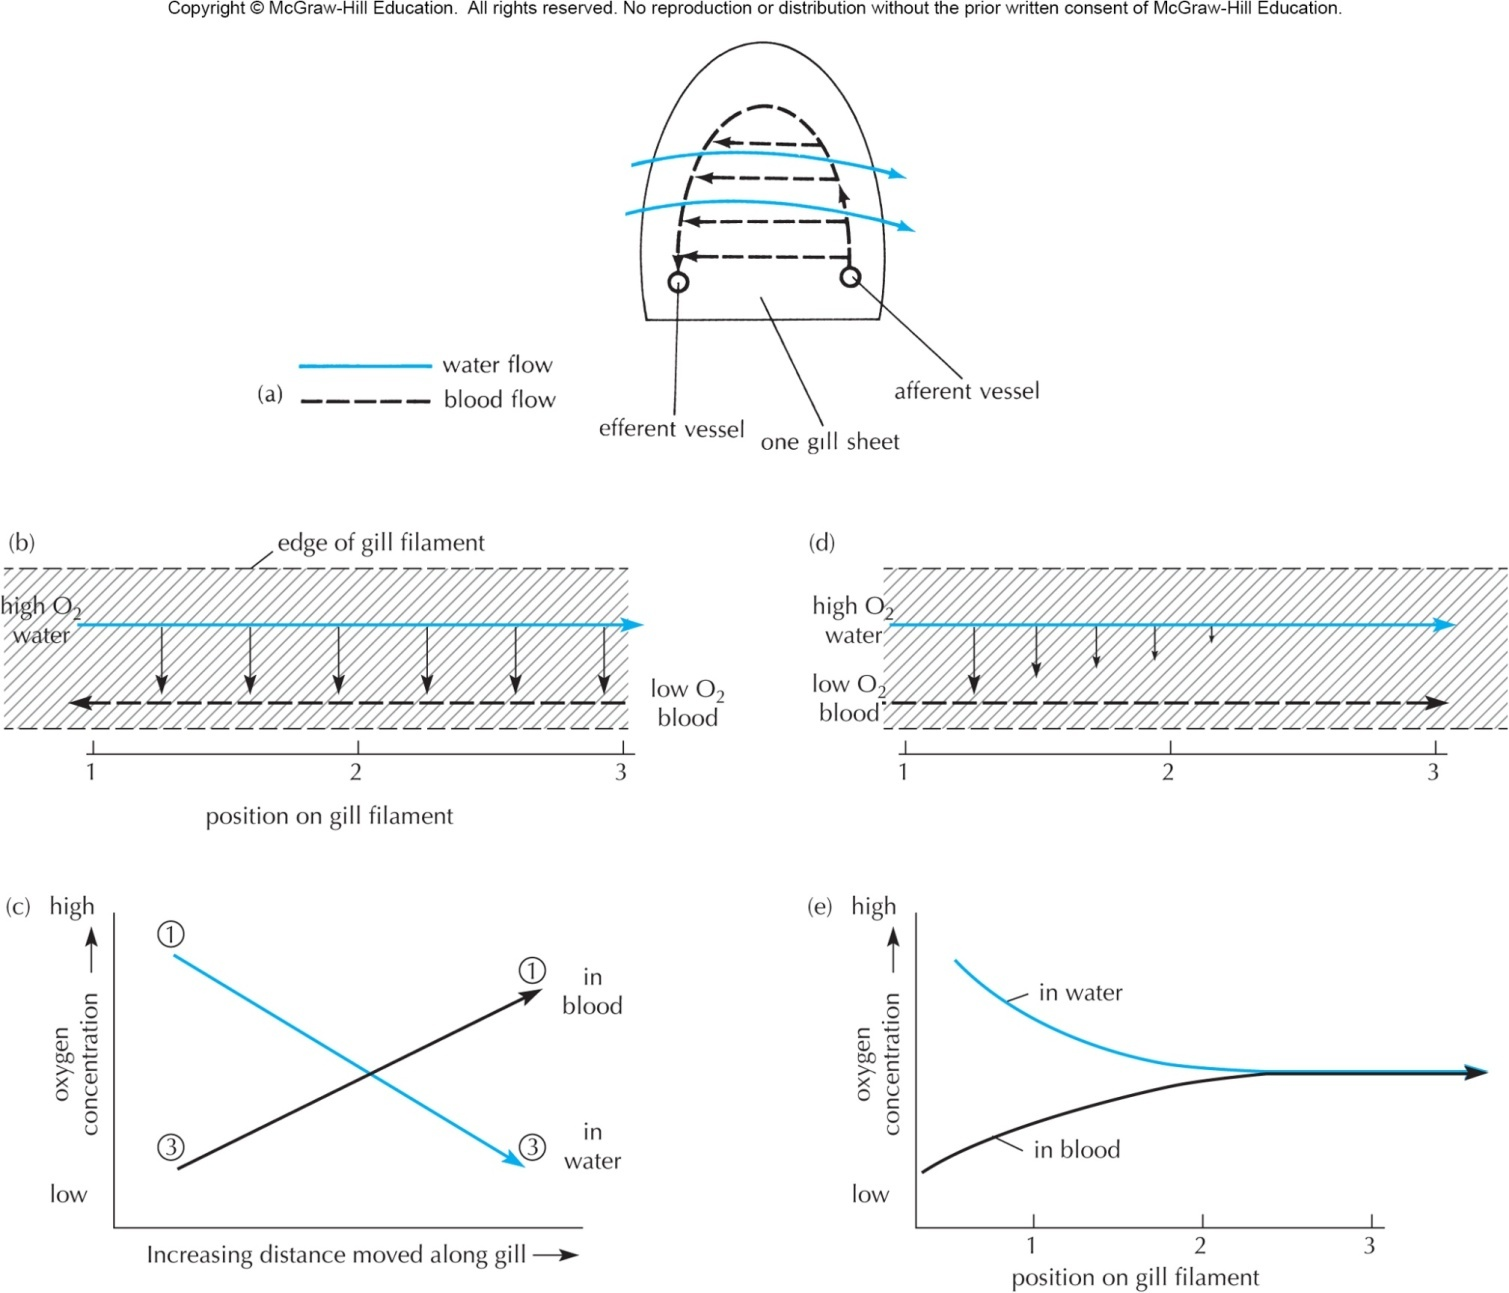 Copyright © McGraw-Hill Education. All rights reserved. No reproduction or distribution without the prior written consent of McGraw-Hill Education.
(a)
water flow
blood flow
efferent vessel
one gill sheet
afferent vessel
(b)
edge of gill filament
high O₂
water
low O₂
blood
1 2 3
position on gill filament
(d)
high O₂
water
low O₂
blood
1 2 3
(c)
high
oxygen
concentration
low
①
③
①
in
blood
③
in
water
Increasing distance moved along gill
(e)
high
oxygen
concentration
low
in water
in blood
1 2 3
position on gill filament